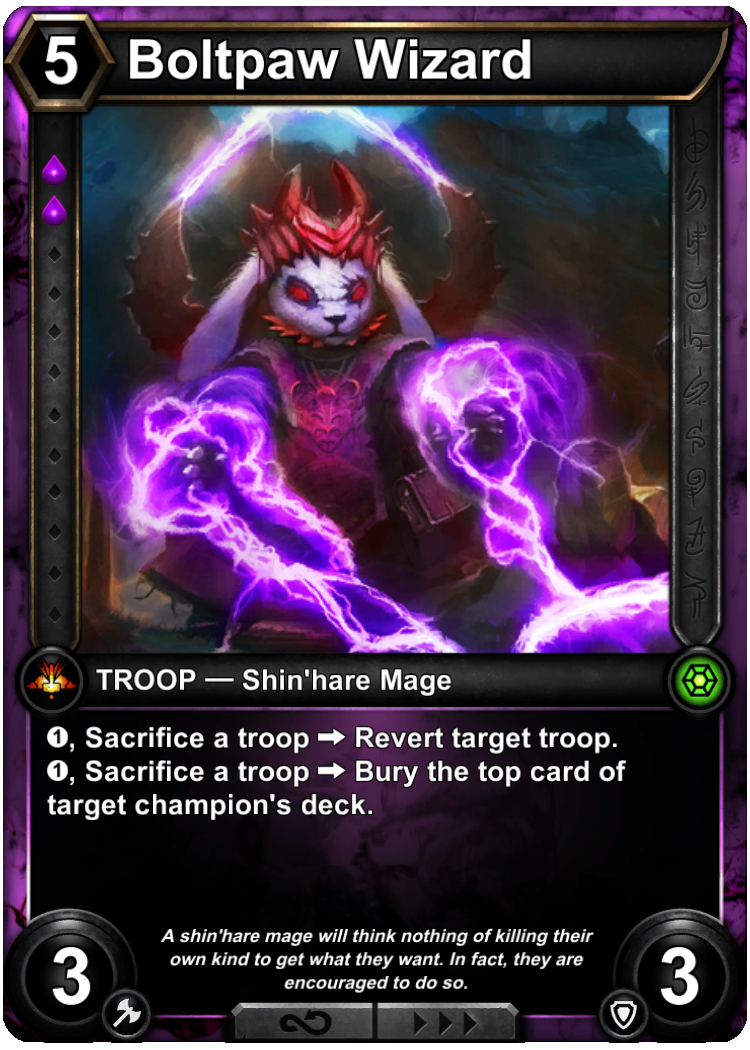 5 Boltpaw Wizard
TROOP — Shin'hare Mage
❶, Sacrifice a troop ➡ Revert target troop.
❶, Sacrifice a troop ➡ Bury the top card of
target champion's deck.
A shin'hare mage will think nothing of killing their
own kind to get what they want. In fact, they are
encouraged to do so.
3
3